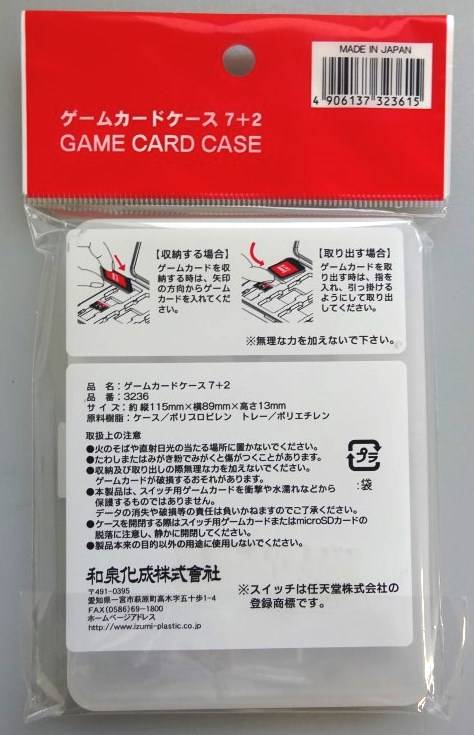 MADE IN JAPAN
4 906137 323615
ゲームカードケース 7+2
GAME CARD CASE
【収納する場合】
ゲームカードを収
納する時は、矢印
の方向からゲーム
カードを入れてくだ
さい。
【取り出す場合】
ゲームカードを取
り出す時は、指を
入れ、引っ掛ける
ようにして取り出
してください。
※無理な力を加えないで下さい。
品 名：ゲームカードケース 7+2
品 番：3236
サイズ：約 縦115mm×横89mm×高さ13mm
原料樹脂：ケース／ポリスロピレン トレー／ポリエチレン
取扱上の注意
●火のそばや直射日光の当たる場所に置かないでください。
●たわしまたはみがき粉でみがくと傷がつくことがあります。
●収納及び取り出しの際無理な力を加えないでください。
ゲームカードが破損するおそれがあります。
●本製品は、スイッチ用ゲームカードを衝撃や水濡れなどから
保護するものではありません。
データの消失や破損等の責任は負いかねますのでご了承ください。
●ケースを開閉する際はスイッチ用ゲームカードまたはmicroSDカードの
脱落に注意し、静かに開閉してください。
●製品本来の目的以外の用途に使用しないでください。
プラ
:袋
和泉化成株式會社
〒491-0395
愛知県一宮市萩原町高木字五十歩1-4
FAX(0586)69-1800
ホームページアドレス
http://www.izumi-plastic.co.jp
※スイッチは任天堂株式会社の
登録商標です。